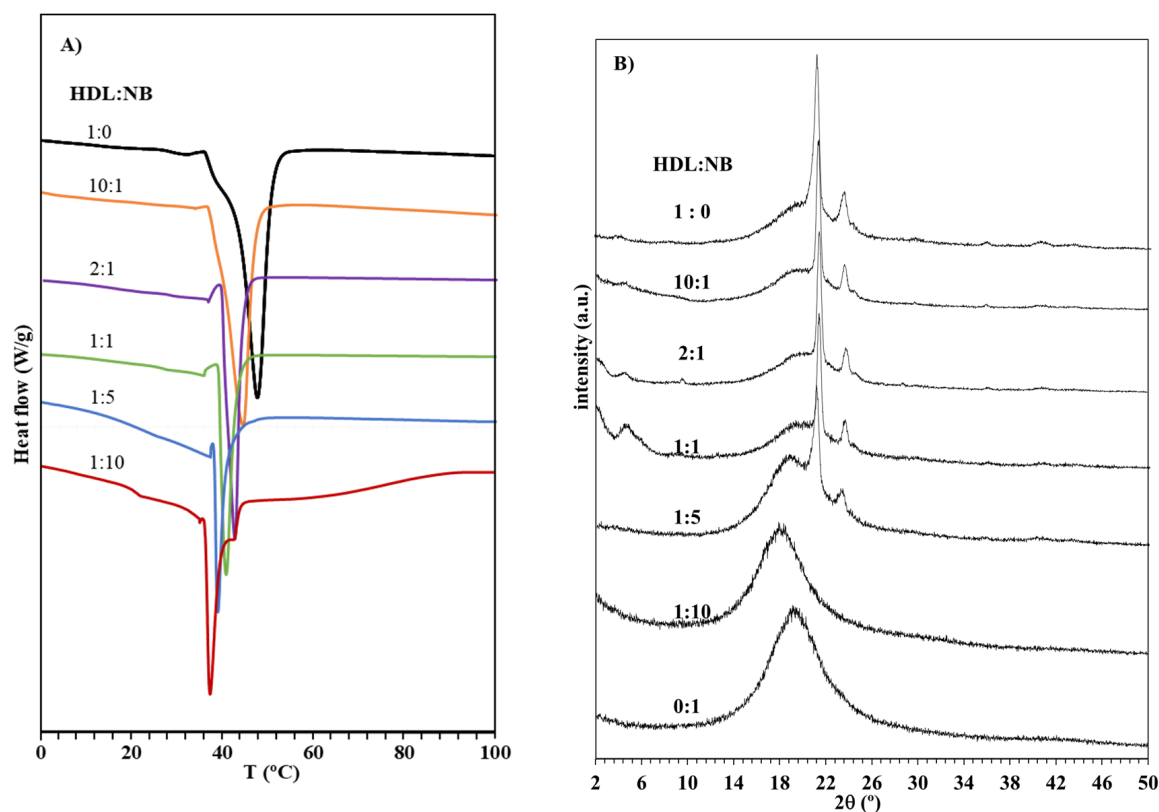 A)
HDL:NB
1:0
10:1
2:1
1:1
1:5
1:10
Heat flow (W/g)
0 20 40 60 80 100
T (ºC)
B)
HDL:NB
1 : 0
10:1
2:1
1:1
1:5
1:10
0:1
intensity (a.u.)
2 6 10 14 18 22 26 30 34 38 42 46 50
2θ (º)